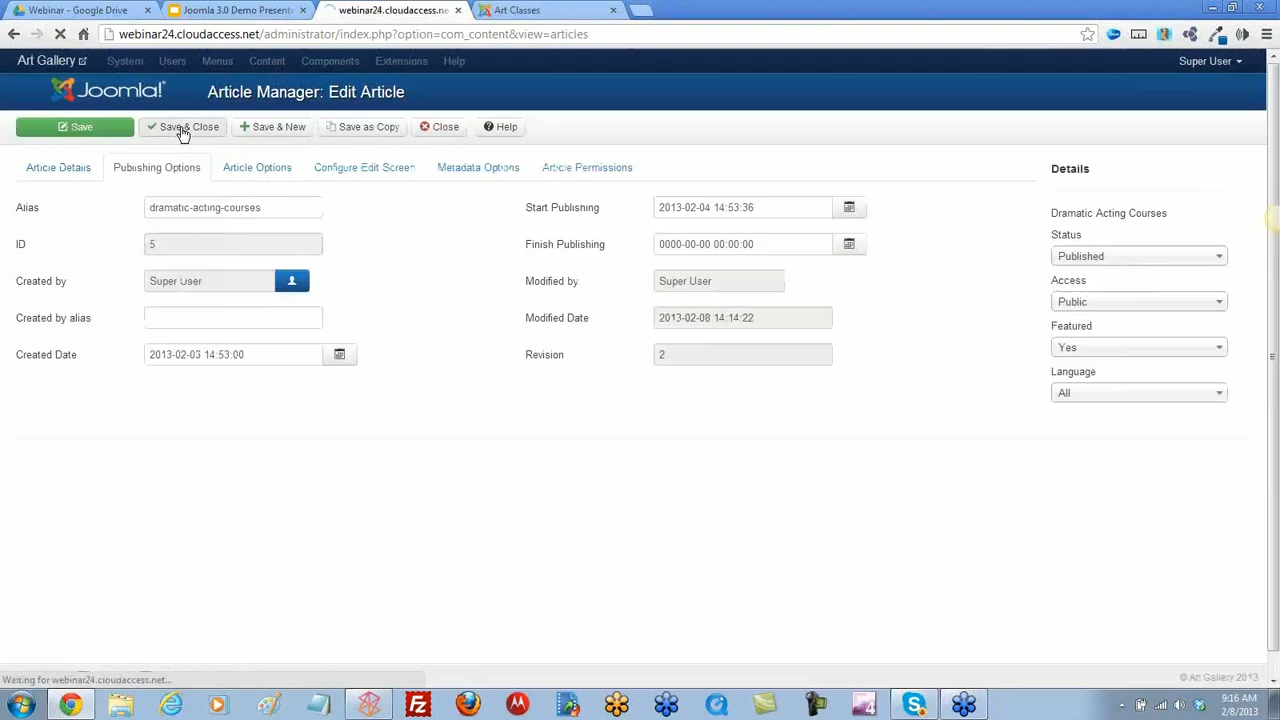 Webinar - Google Drive
Joomla 3.0 Demo Presenta
webinar24.cloudaccess.net/
Art Classes
webinar24.cloudaccess.net/administrator/index.php?option=com_content&view=articles
Art Gallery System Users Menus Content Components Extensions Help Super User
Joomla! Article Manager: Edit Article
Save Save & Close Save & New Save as Copy Close Help
Article Details Publishing Options Article Options Configure Edit Screen Metadata Options Article Permissions
Details
Alias dramatic-acting-courses Start Publishing 2013-02-04 14:53:36
Dramatic Acting Courses
Status
ID 5 Finish Publishing 0000-00-00 00:00:00
Published
Created by Super User Modified by Super User
Access
Public
Created by alias Modified Date 2013-02-08 14:14:22
Featured
Yes
Created Date 2013-02-03 14:53:00 Revision 2
Language
All
Waiting for webinar24.cloudaccess.net...
© Art Gallery 2013
9:16 AM
2/8/2013